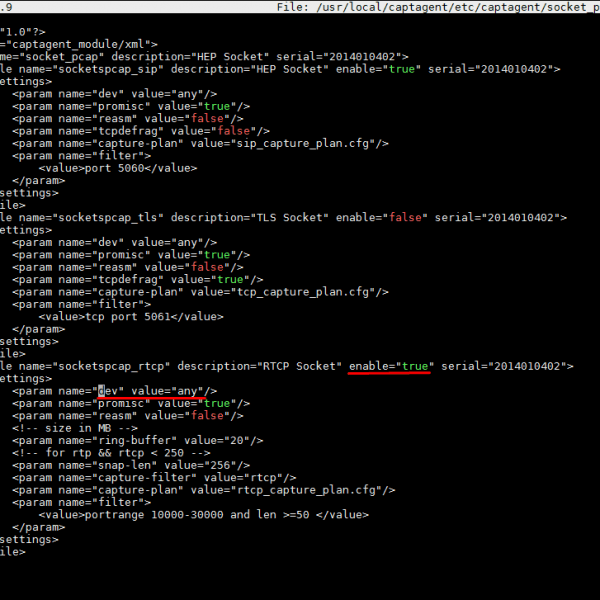 .9 File: /usr/local/captagent/etc/captagent/socket_p
"1.0"?>
="captagent_module/xml">
me="socket_pcap" description="HEP Socket" serial="2014010402">
le name="socketspcap_sip" description="HEP Socket" enable="true" serial="2014010402">
ettings>
<param name="dev" value="any"/>
<param name="promisc" value="true"/>
<param name="reasm" value="false"/>
<param name="tcpdefrag" value="false"/>
<param name="capture-plan" value="sip_capture_plan.cfg"/>
<param name="filter">
<value>port 5060</value>
</param>
settings>
ile>
le name="socketspcap_tls" description="TLS Socket" enable="false" serial="2014010402">
ettings>
<param name="dev" value="any"/>
<param name="promisc" value="true"/>
<param name="reasm" value="false"/>
<param name="tcpdefrag" value="true"/>
<param name="capture-plan" value="tcp_capture_plan.cfg"/>
<param name="filter">
<value>tcp port 5061</value>
</param>
settings>
ile>
le name="socketspcap_rtcp" description="RTCP Socket" enable="true" serial="2014010402">
ettings>
<param name="dev" value="any"/>
<param name="promisc" value="true"/>
<param name="reasm" value="false"/>
<!-- size in MB -->
<param name="ring-buffer" value="20"/>
<!-- for rtp && rtcp < 250 -->
<param name="snap-len" value="256"/>
<param name="capture-filter" value="rtcp"/>
<param name="capture-plan" value="rtcp_capture_plan.cfg"/>
<param name="filter">
<value>portrange 10000-30000 and len >=50 </value>
</param>
settings>
ile>